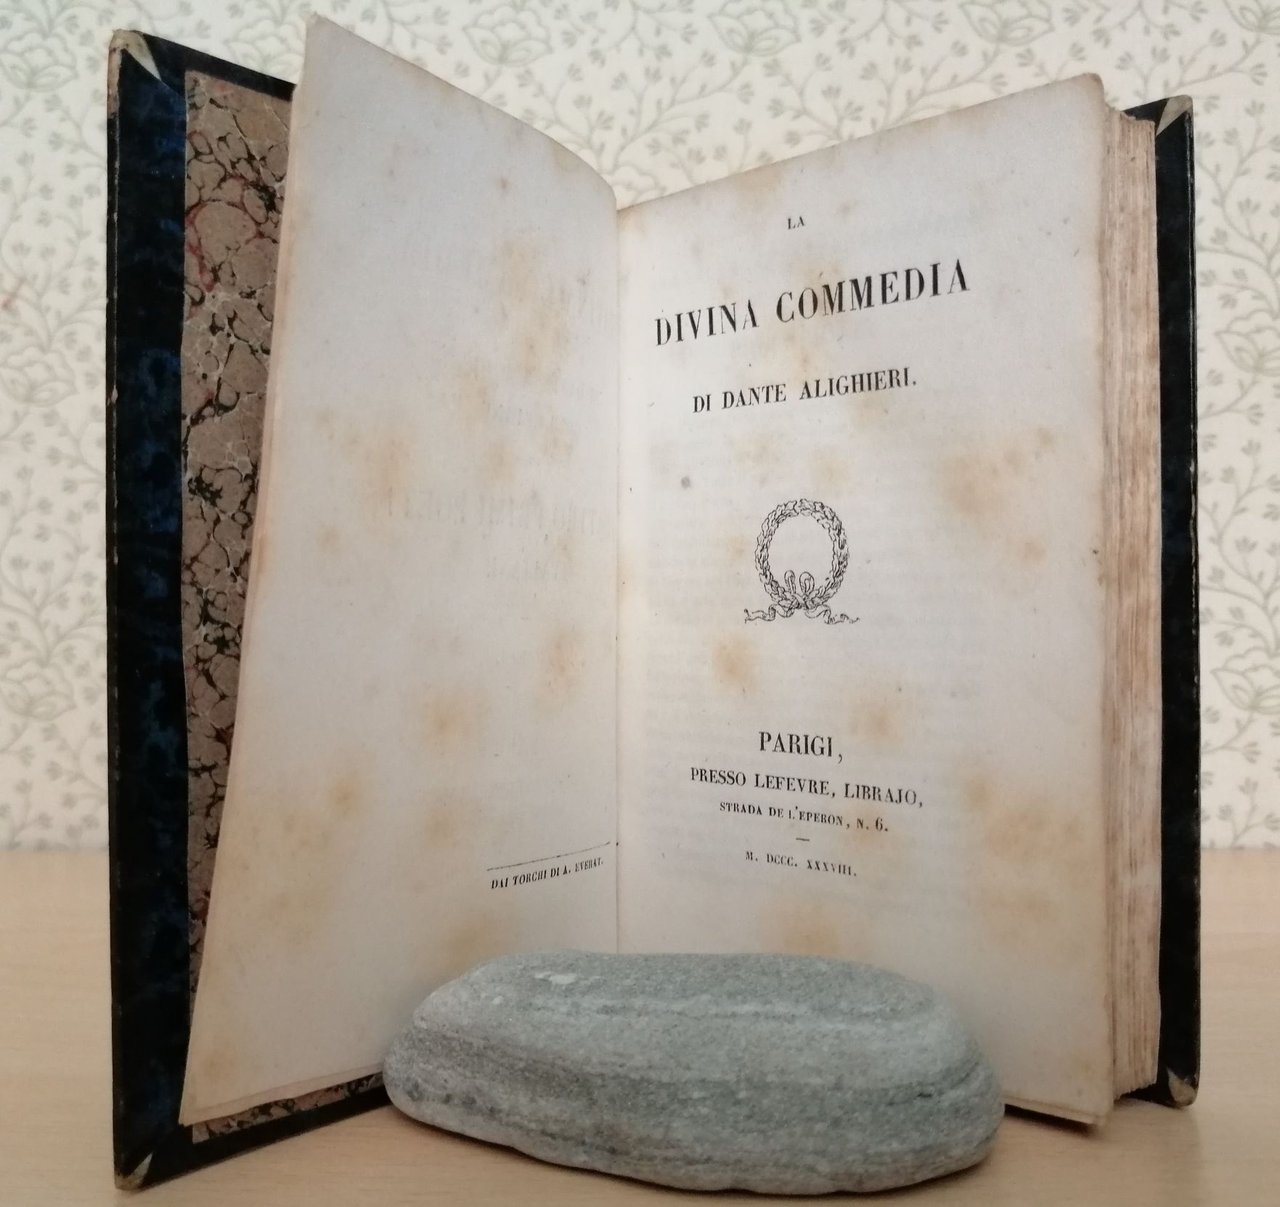 DAI TORCHI DI A. EVERAT.
LA
DIVINA COMMEDIA
DI DANTE ALIGHIERI.
PARIGI,
PRESSO LEFEVRE, LIBRAJO,
STRADA DE L'EPERON, N. 6.
M. DCCC. XXXVIII.